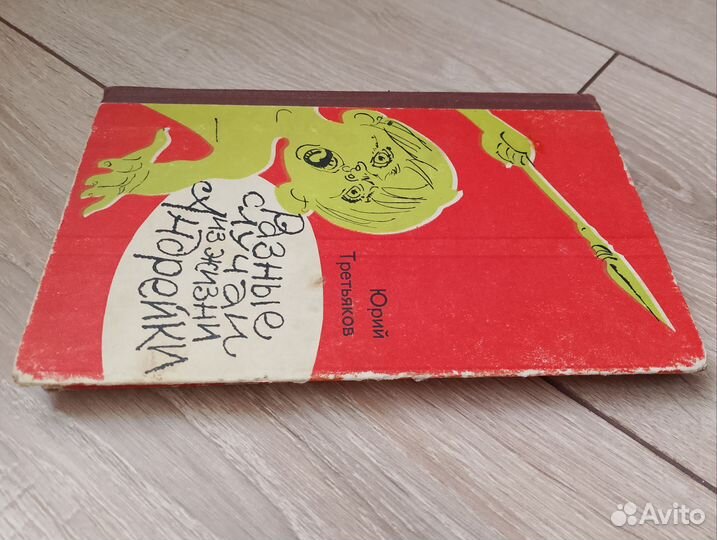 Юрий
Третьяков
Разные
случаи
из жизни
Андрейки
Avito